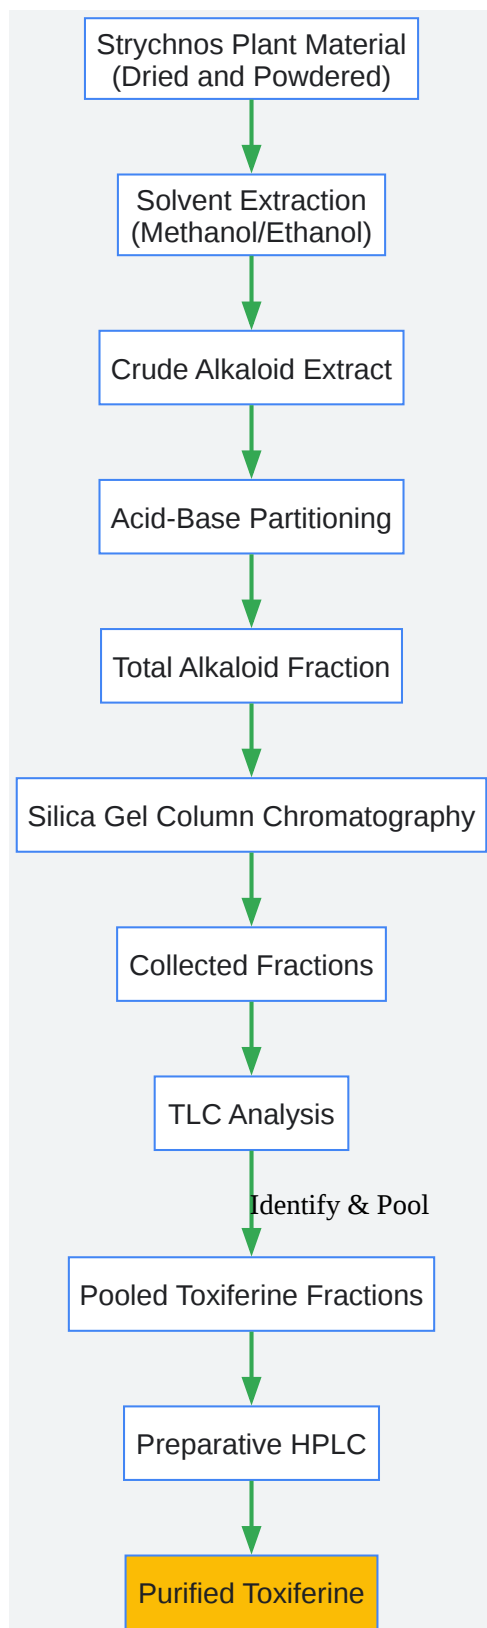 Strychnos Plant Material
(Dried and Powdered)
Solvent Extraction
(Methanol/Ethanol)
Crude Alkaloid Extract
Acid-Base Partitioning
Total Alkaloid Fraction
Silica Gel Column Chromatography
Collected Fractions
TLC Analysis
Identify & Pool
Pooled Toxiferine Fractions
Preparative HPLC
Purified Toxiferine